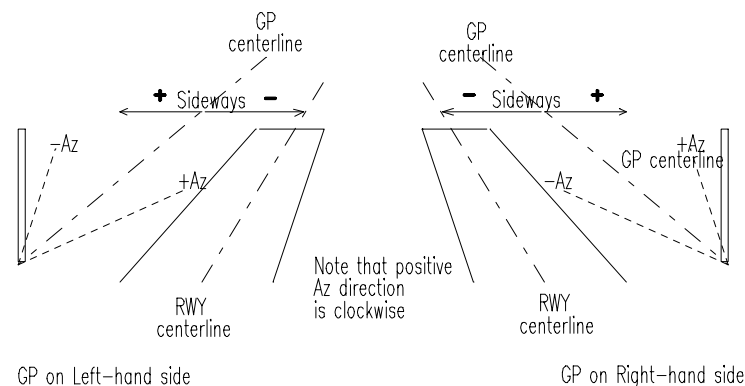 GP
centerline
GP
centerline
+ Sideways –
– Sideways +
–Az
+Az
+Az
GP centerline
–Az
Note that positive
Az direction
is clockwise
RWY
centerline
RWY
centerline
GP on Left–hand side
GP on Right–hand side